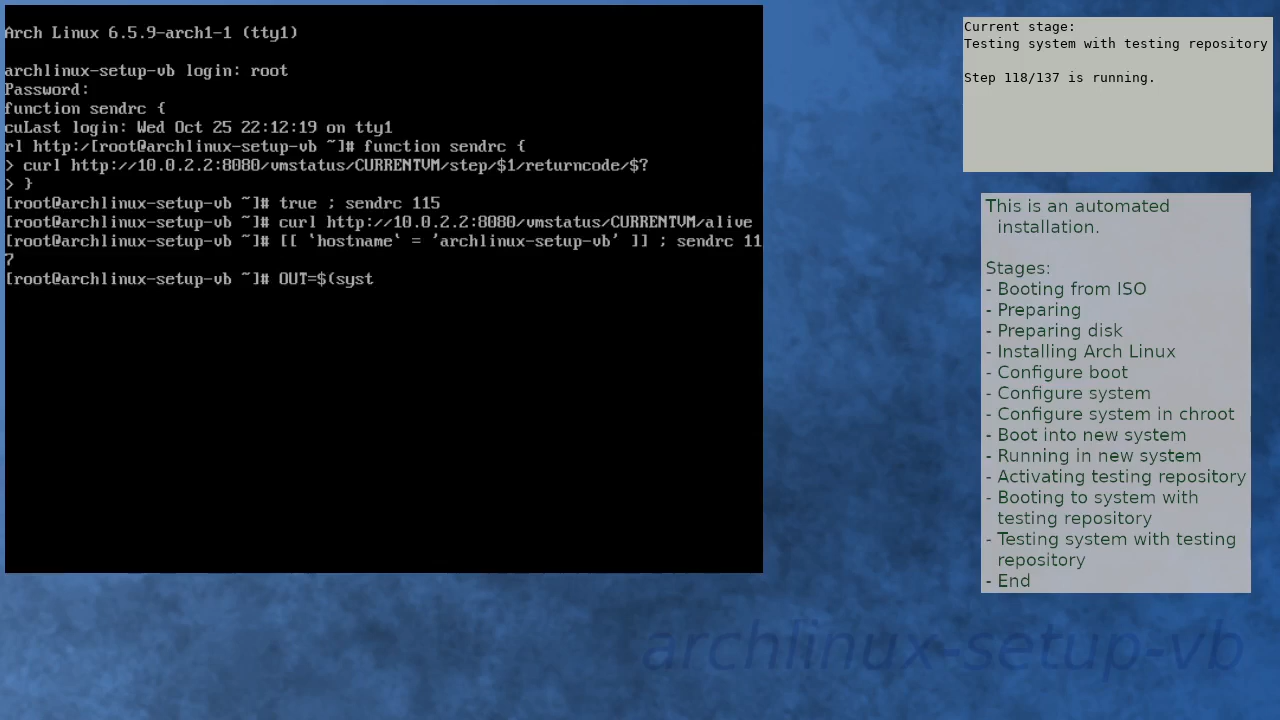 Arch Linux 6.5.9-arch1-1 (tty1)
archlinux-setup-vb login: root
Password:
function sendrc {
cuLast login: Wed Oct 25 22:12:19 on tty1
rl http:/[root@archlinux-setup-vb ~]# function sendrc {
> curl http://10.0.2.2:8080/vmstatus/CURRENTVM/step/$1/returncode/$?
> }
[root@archlinux-setup-vb ~]# true ; sendrc 115
[root@archlinux-setup-vb ~]# curl http://10.0.2.2:8080/vmstatus/CURRENTVM/alive
[root@archlinux-setup-vb ~]# [[ `hostname` = 'archlinux-setup-vb' ]] ; sendrc 11
7
[root@archlinux-setup-vb ~]# OUT=$(syst
Current stage:
Testing system with testing repository
Step 118/137 is running.
This is an automated
installation.
Stages:
- Booting from ISO
- Preparing
- Preparing disk
- Installing Arch Linux
- Configure boot
- Configure system
- Configure system in chroot
- Boot into new system
- Running in new system
- Activating testing repository
- Booting to system with
testing repository
- Testing system with testing
repository
- End
archlinux-setup-vb